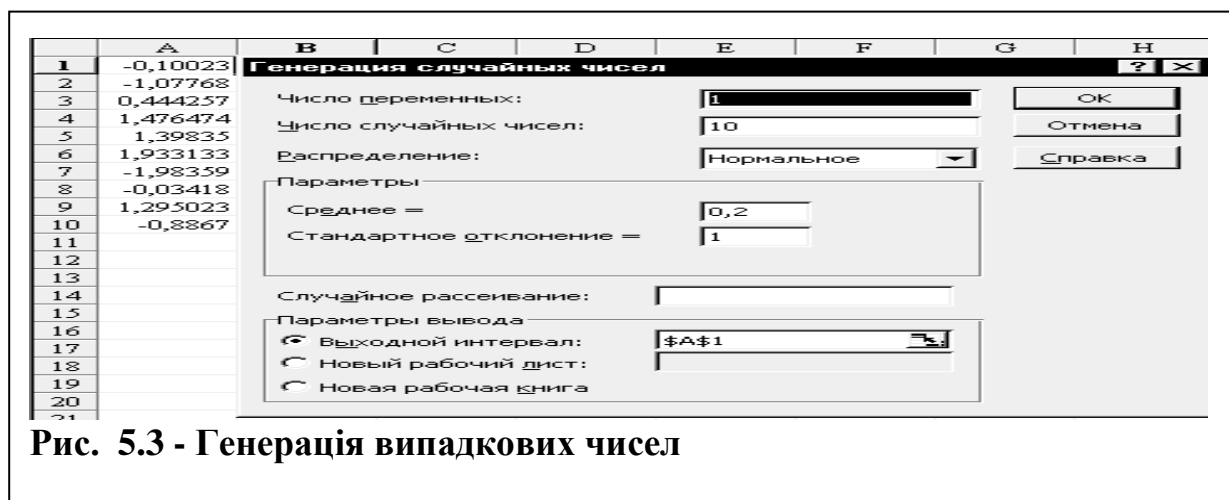 A B C D E F G H
1 -0,10023 Генерация случайных чисел
2 -1,07768
3 0,444257 Число переменных: 1 ОК
4 1,476474
5 1,39835 Число случайных чисел: 10 Отмена
6 1,933133 Распределение: Нормальное Справка
7 -1,98359
8 -0,03418 Параметры
9 1,295023 Среднее = 0,2
10 -0,8867
11 Стандартное отклонение = 1
12
13
14 Случайное рассеивание:
15
16 Параметры вывода
17 Выходной интервал: $A$1
18 Новый рабочий лист:
19
20 Новая рабочая книга
21
Рис. 5.3 - Генерація випадкових чисел